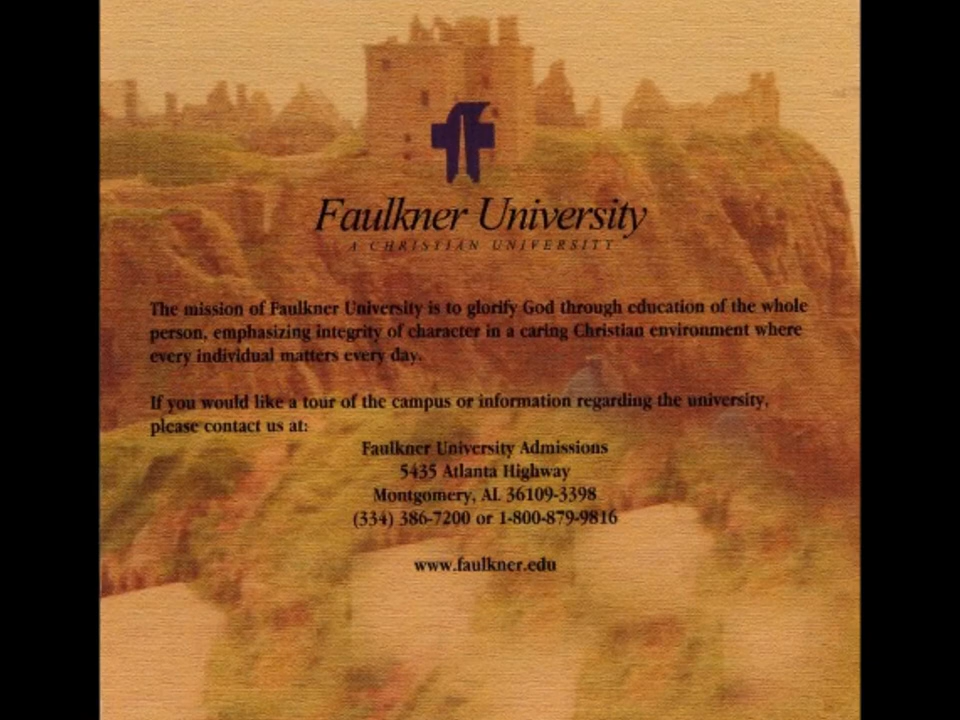 Faulkner University
A CHRISTIAN UNIVERSITY
The mission of Faulkner University is to glorify God through education of the whole
person, emphasizing integrity of character in a caring Christian environment where
every individual matters every day.
If you would like a tour of the campus or information regarding the university,
please contact us at:
Faulkner University Admissions
5435 Atlanta Highway
Montgomery, AL 36109-3398
(334) 386-7200 or 1-800-879-9816
www.faulkner.edu